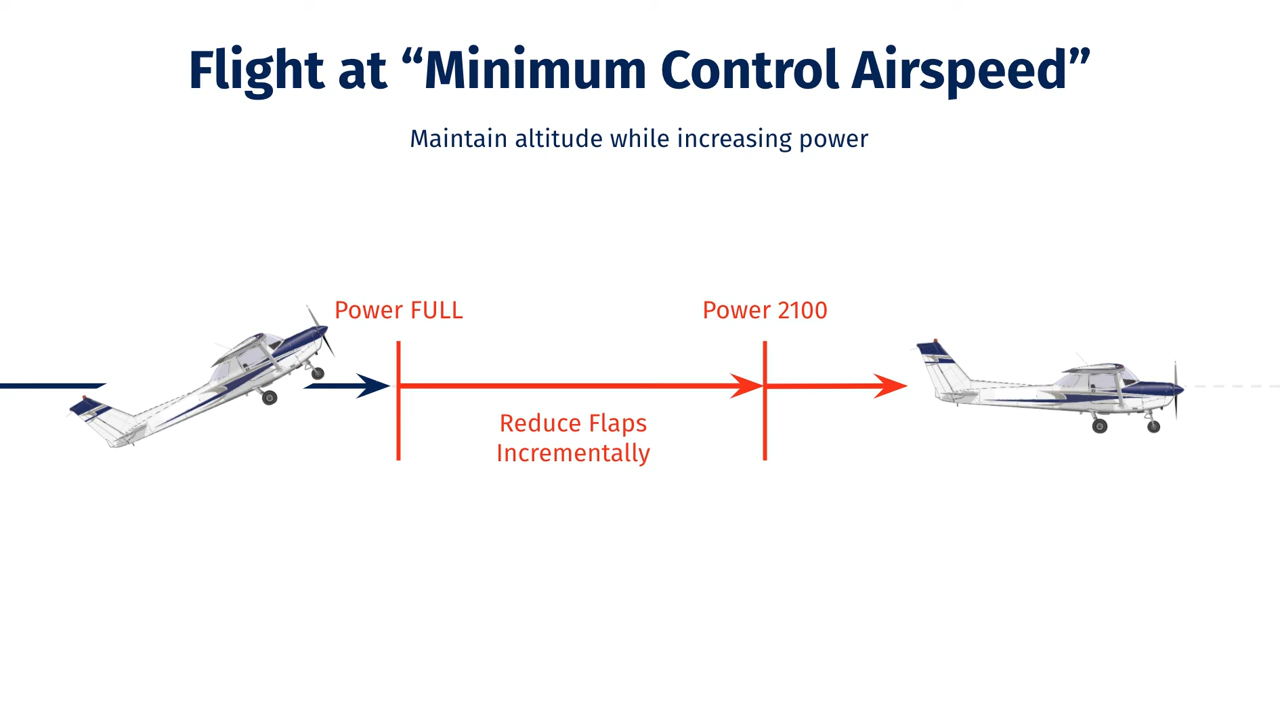 Flight at “Minimum Control Airspeed”
Maintain altitude while increasing power
Power FULL
Power 2100
Reduce Flaps
Incrementally